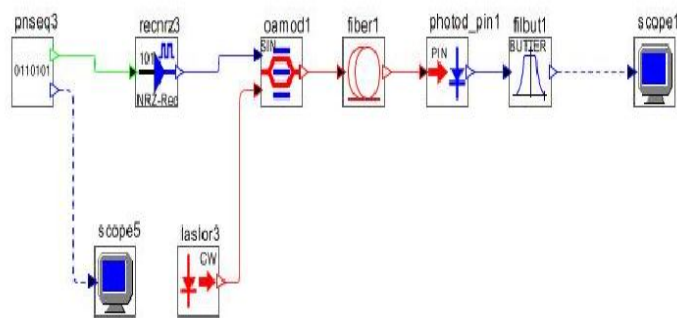 pnseq3 recnrz3 oamod1 fiber1 photod_pin1 filbut1 scope1
0110101 101 NRZ-Rec SIN PIN BUTTER
scope5 laslor3
CW